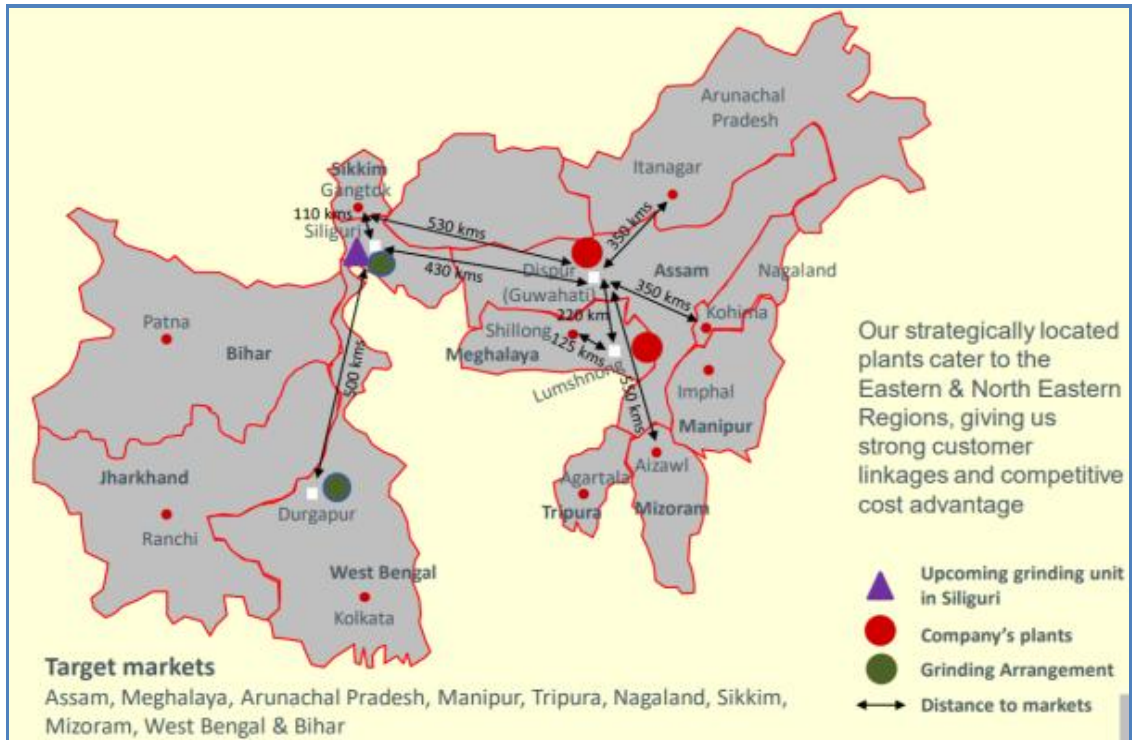 Arunachal
Pradesh
Itanagar
Sikkim
Gangtok
110 kms
Siliguri
530 kms
430 kms
350 kms
Dispur
(Guwahati)
Assam
Nagaland
350 kms
Kohima
220 km
Shillong
125 kms
Meghalaya
550 kms
Imphal
Manipur
Patna
Bihar
500 kms
Jharkhand
Ranchi
Durgapur
Agartala
Tripura
Aizawl
Mizoram
West Bengal
Kolkata
Our strategically located
plants cater to the
Eastern & North Eastern
Regions, giving us
strong customer
linkages and competitive
cost advantage
Upcoming grinding unit
in Siliguri
Company's plants
Grinding Arrangement
Distance to markets
Target markets
Assam, Meghalaya, Arunachal Pradesh, Manipur, Tripura, Nagaland, Sikkim,
Mizoram, West Bengal & Bihar